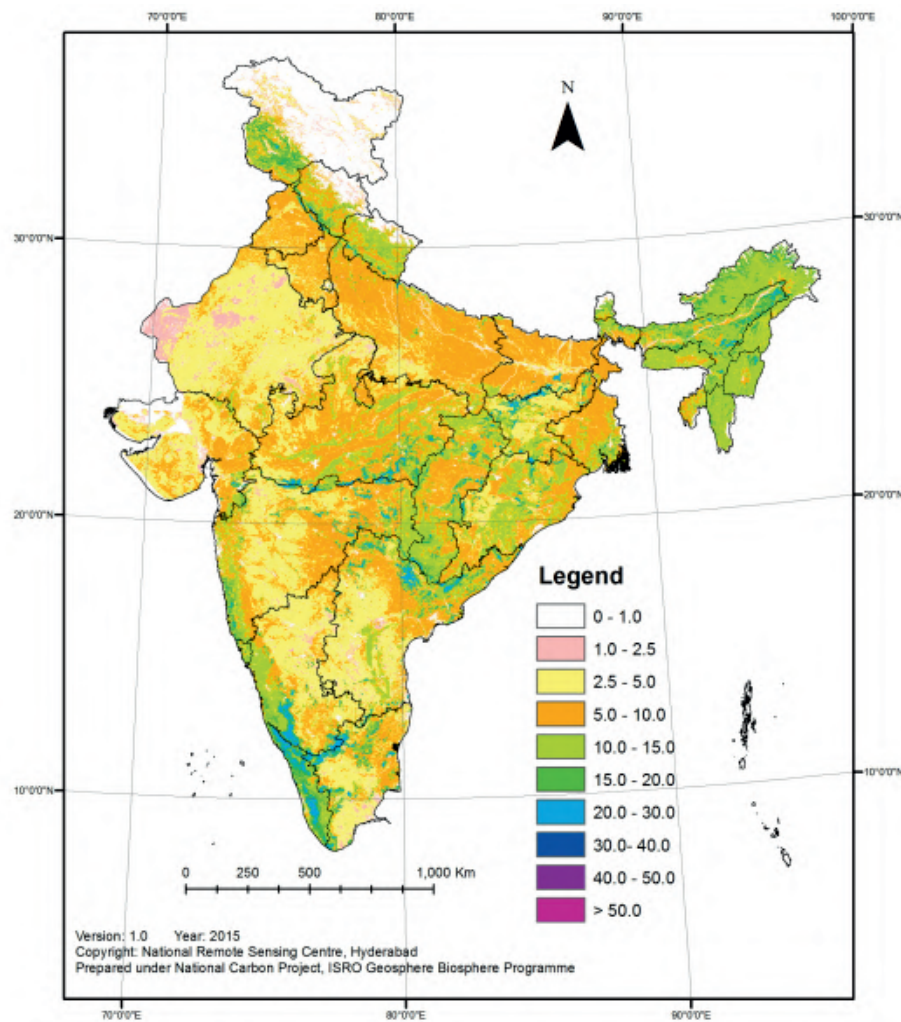 70°0'0"E 80°0'0"E 90°0'0"E 100°0'0"E
N
30°0'0"N 30°0'0"N
20°0'0"N 20°0'0"N
Legend
0 - 1.0
1.0 - 2.5
2.5 - 5.0
5.0 - 10.0
10.0 - 15.0
15.0 - 20.0
20.0 - 30.0
30.0 - 40.0
40.0 - 50.0
> 50.0
10°0'0"N 10°0'0"N
0 250 500 1,000 Km
Version: 1.0 Year: 2015
Copyright: National Remote Sensing Centre, Hyderabad
Prepared under National Carbon Project, ISRO Geosphere Biosphere Programme
70°0'0"E 80°0'0"E 90°0'0"E